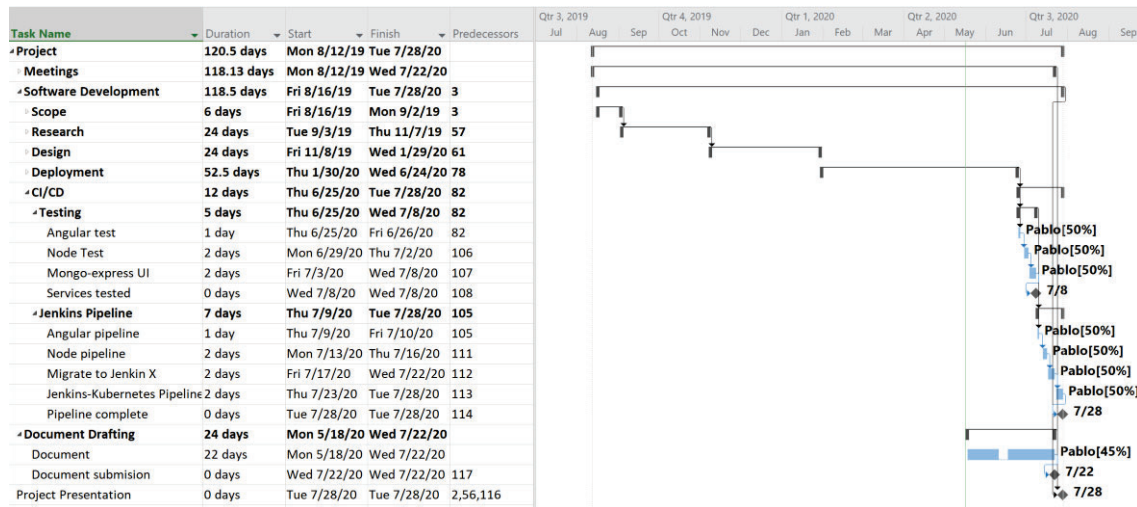 Qtr 3, 2019 Qtr 4, 2019 Qtr 1, 2020 Qtr 2, 2020 Qtr 3, 2020
Task Name Duration Start Finish Predecessors Jul Aug Sep Oct Nov Dec Jan Feb Mar Apr May Jun Jul Aug Sep
Project 120.5 days Mon 8/12/19 Tue 7/28/20
Meetings 118.13 days Mon 8/12/19 Wed 7/22/20
Software Development 118.5 days Fri 8/16/19 Tue 7/28/20 3
Scope 6 days Fri 8/16/19 Mon 9/2/19 3
Research 24 days Tue 9/3/19 Thu 11/7/19 57
Design 24 days Fri 11/8/19 Wed 1/29/20 61
Deployment 52.5 days Thu 1/30/20 Wed 6/24/20 78
CI/CD 12 days Thu 6/25/20 Tue 7/28/20 82
Testing 5 days Thu 6/25/20 Wed 7/8/20 82
Angular test 1 day Thu 6/25/20 Fri 6/26/20 82 Pablo[50%]
Node Test 2 days Mon 6/29/20 Thu 7/2/20 106 Pablo[50%]
Mongo-express UI 2 days Fri 7/3/20 Wed 7/8/20 107 Pablo[50%]
Services tested 0 days Wed 7/8/20 Wed 7/8/20 108 7/8
Jenkins Pipeline 7 days Thu 7/9/20 Tue 7/28/20 105
Angular pipeline 1 day Thu 7/9/20 Fri 7/10/20 105 Pablo[50%]
Node pipeline 2 days Mon 7/13/20 Thu 7/16/20 111 Pablo[50%]
Migrate to Jenkin X 2 days Fri 7/17/20 Wed 7/22/20 112 Pablo[50%]
Jenkins-Kubernetes Pipeline 2 days Thu 7/23/20 Tue 7/28/20 113 Pablo[50%]
Pipeline complete 0 days Tue 7/28/20 Tue 7/28/20 114 7/28
Document Drafting 24 days Mon 5/18/20 Wed 7/22/20
Document 22 days Mon 5/18/20 Wed 7/22/20 Pablo[45%]
Document submision 0 days Wed 7/22/20 Wed 7/22/20 117 7/22
Project Presentation 0 days Tue 7/28/20 Tue 7/28/20 2,56,116 7/28